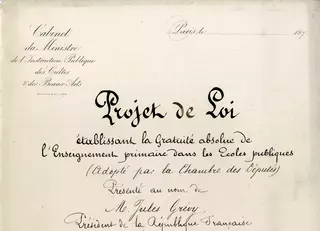 Cabinet
du Ministre
de l'Instruction Publique
des Cultes
& des Beaux-Arts
Paris, le 187
Projet de Loi
établissant la Gratuité absolue de
l'Enseignement primaire dans les Ecoles publiques
(Adopté par la Chambre des Députés)
Présenté au nom de
M. Jules Grévy,
Président de la République Française